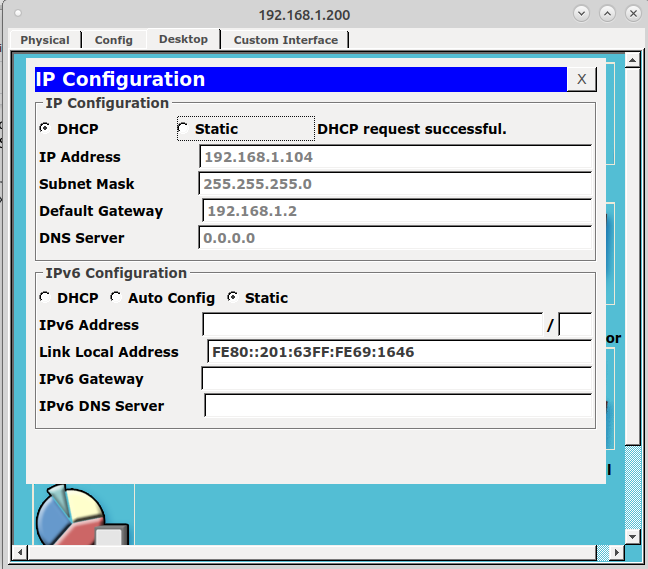 192.168.1.200
Physical Config Desktop Custom Interface
IP Configuration X
IP Configuration
DHCP Static DHCP request successful.
IP Address 192.168.1.104
Subnet Mask 255.255.255.0
Default Gateway 192.168.1.2
DNS Server 0.0.0.0
IPv6 Configuration
DHCP Auto Config Static
IPv6 Address /
Link Local Address FE80::201:63FF:FE69:1646
IPv6 Gateway
IPv6 DNS Server
or
l